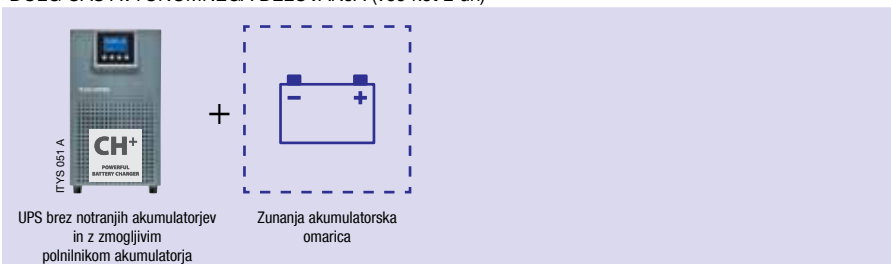 CH+
POWERFUL
BATTERY CHARGER
ITYS 051 A
+
- +
UPS brez notranjih akumulatorjev
in z zmogljivim
polnilnikom akumulatorja
Zunanja akumulatorska
omarica